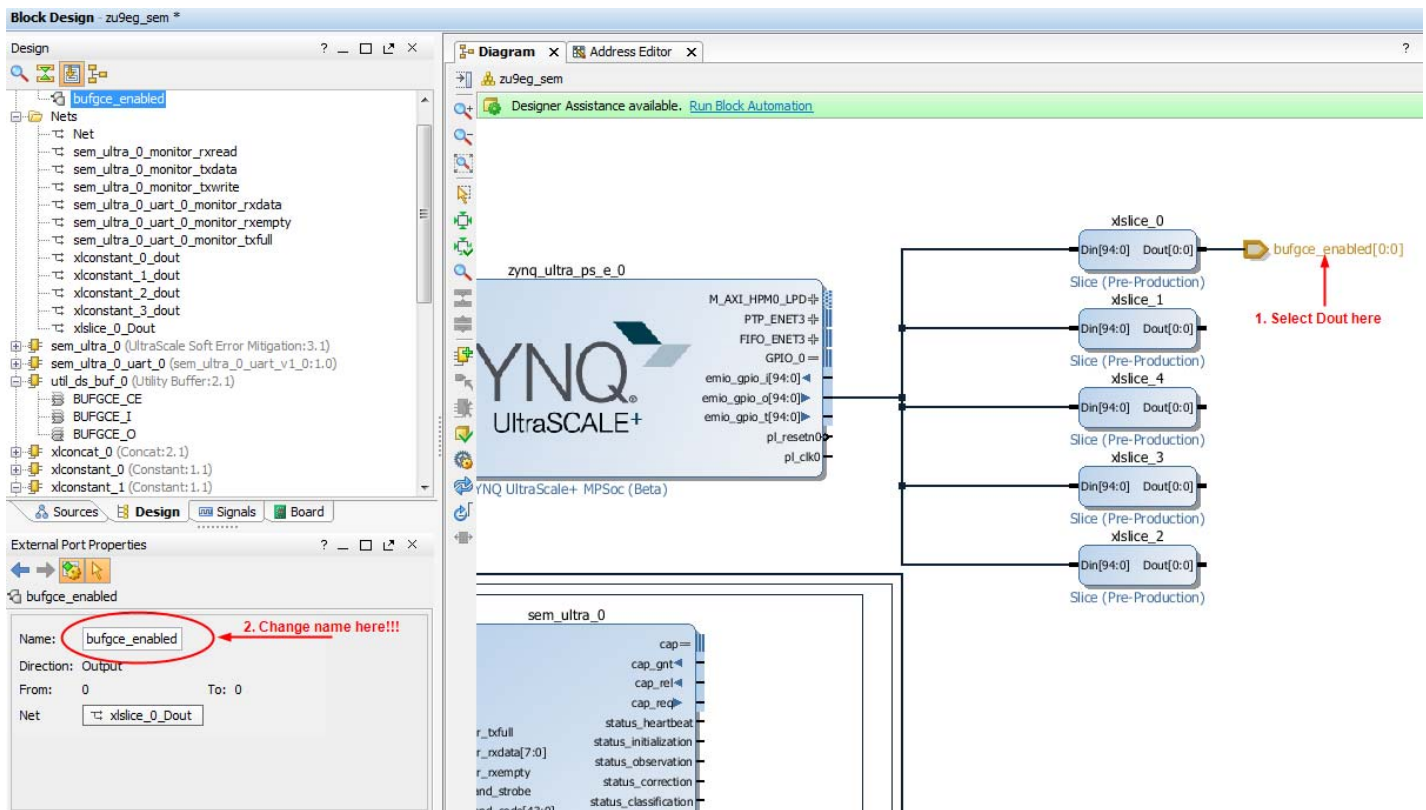 Block Design - zu9eg_sem *
Design
? _ □ ×
bufgce_enabled
Nets
Net
sem_ultra_0_monitor_rxread
sem_ultra_0_monitor_txdata
sem_ultra_0_monitor_txwrite
sem_ultra_0_uart_0_monitor_rxdata
sem_ultra_0_uart_0_monitor_rxempty
sem_ultra_0_uart_0_monitor_txfull
xlconstant_0_dout
xlconstant_1_dout
xlconstant_2_dout
xlconstant_3_dout
xlslice_0_Dout
sem_ultra_0 (UltraScale Soft Error Mitigation:3.1)
sem_ultra_0_uart_0 (sem_ultra_0_uart_v1_0:1.0)
util_ds_buf_0 (Utility Buffer:2.1)
BUFGCE_CE
BUFGCE_I
BUFGCE_O
xlconcat_0 (Concat:2.1)
xlconstant_0 (Constant:1.1)
xlconstant_1 (Constant:1.1)
Sources Design Signals Board
External Port Properties
bufgce_enabled
Name: bufgce_enabled
2. Change name here!!!
Direction: Output
From: 0 To: 0
Net xlslice_0_Dout
Diagram × Address Editor ×
?
zu9eg_sem
Designer Assistance available. Run Block Automation
zynq_ultra_ps_e_0
M_AXI_HPM0_LPD
PTP_ENET3
FIFO_ENET3
GPIO_0
emio_gpio_i[94:0]
emio_gpio_o[94:0]
emio_gpio_t[94:0]
pl_resetn0
pl_clk0
YNQ
UltraSCALE+
YNQ UltraScale+ MPSoc (Beta)
xlslice_0
Din[94:0] Dout[0:0]
Slice (Pre-Production)
bufgce_enabled[0:0]
1. Select Dout here
xlslice_1
Din[94:0] Dout[0:0]
Slice (Pre-Production)
xlslice_4
Din[94:0] Dout[0:0]
Slice (Pre-Production)
xlslice_3
Din[94:0] Dout[0:0]
Slice (Pre-Production)
xlslice_2
Din[94:0] Dout[0:0]
Slice (Pre-Production)
sem_ultra_0
cap
cap_gnt
cap_rel
cap_req
status_heartbeat
status_initialization
status_observation
status_correction
status_classification
r_txfull
r_rxdata[7:0]
r_rxempty
and_strobe